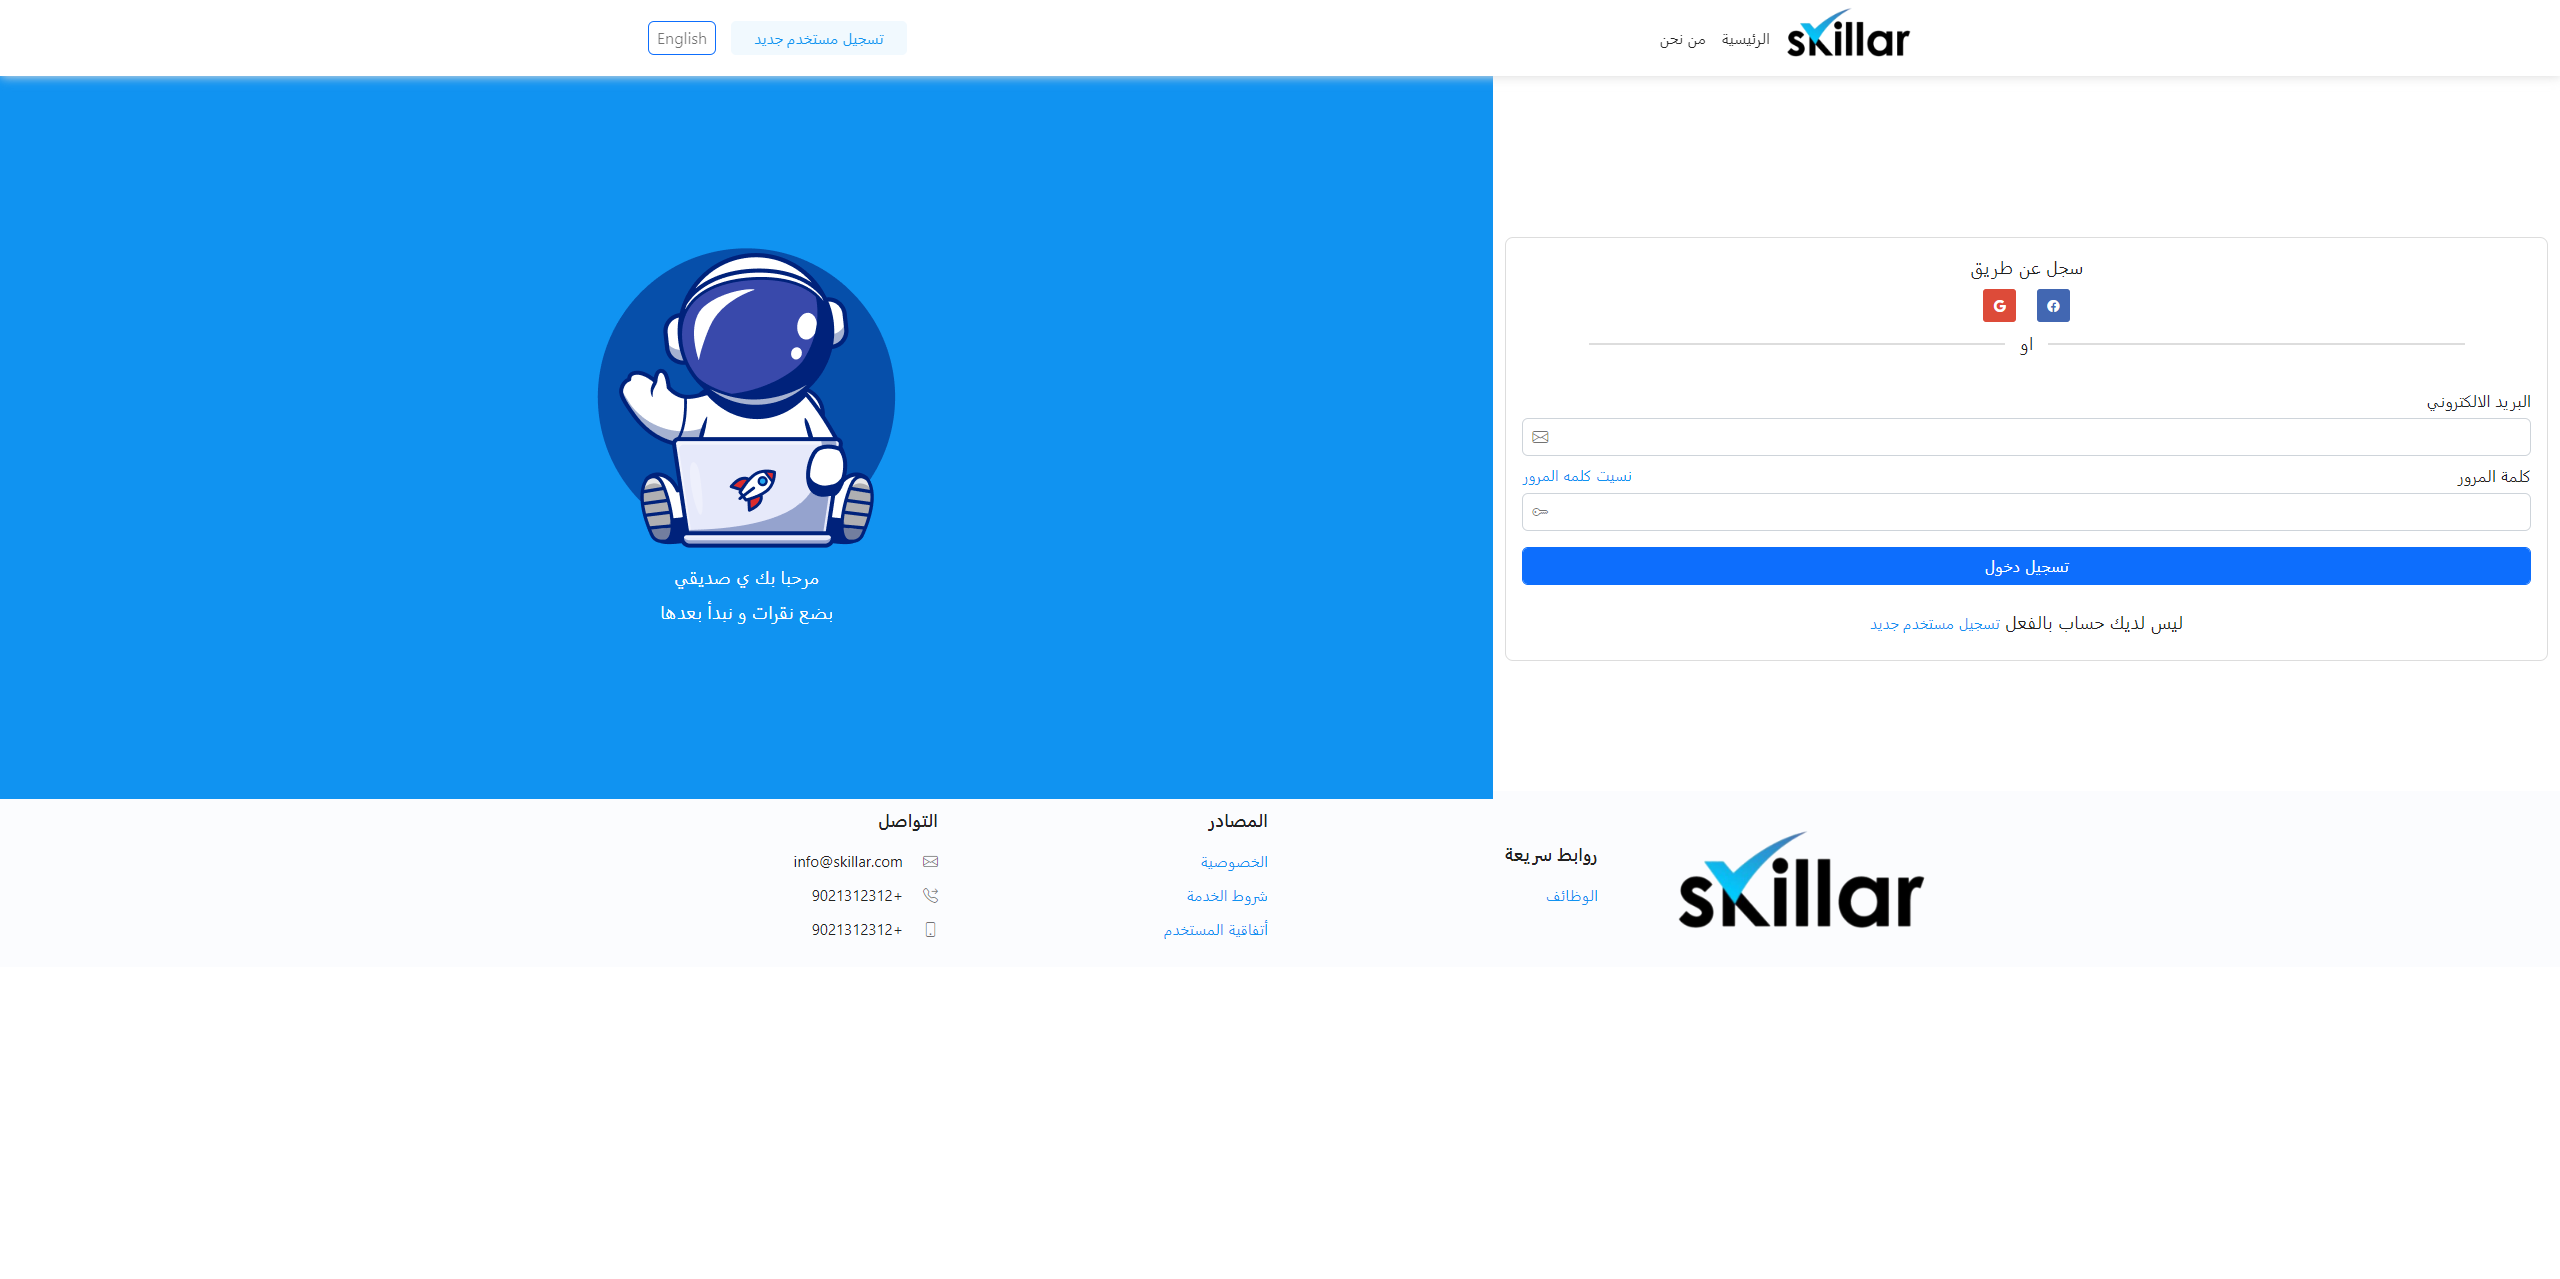 skillar
الرئيسية
من نحن
تسجيل مستخدم جديد
English
سجل عن طريق
او
البريد الالكتروني
كلمة المرور
نسيت كلمه المرور
تسجيل دخول
ليس لديك حساب بالفعل تسجيل مستخدم جديد
مرحبا بك ي صديقي
بضع نقرات و نبدأ بعدها
skillar
روابط سريعة
الوظائف
المصادر
الخصوصية
شروط الخدمة
أتفاقية المستخدم
التواصل
info@skillar.com
9021312312+
9021312312+